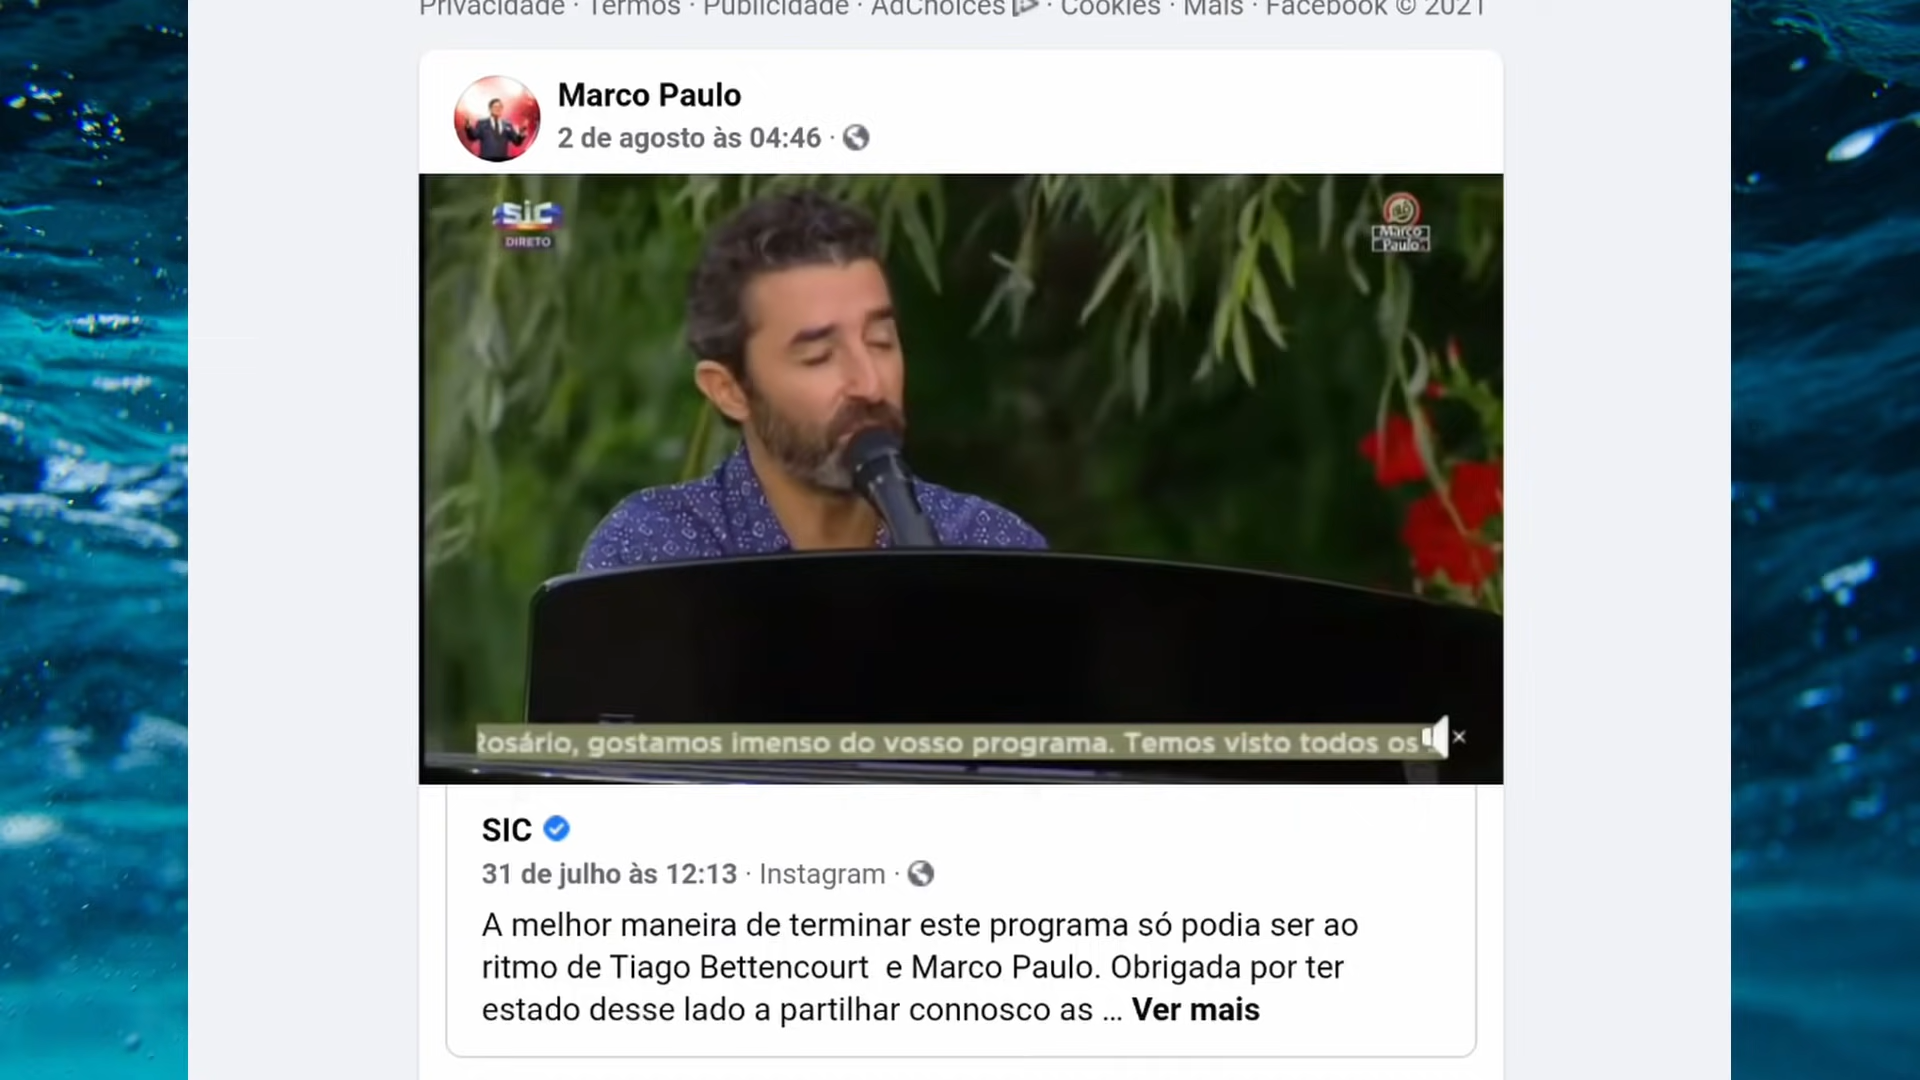 Privacidade · Termos · Publicidade · AdChoices · Cookies · Mais · Facebook © 2021
Marco Paulo
2 de agosto às 04:46 ·
SIC
DIRETO
Marco
Paulo
Rosário, gostamos imenso do vosso programa. Temos visto todos os
SIC
31 de julho às 12:13 · Instagram ·
A melhor maneira de terminar este programa só podia ser ao
ritmo de Tiago Bettencourt e Marco Paulo. Obrigada por ter
estado desse lado a partilhar connosco as ... Ver mais